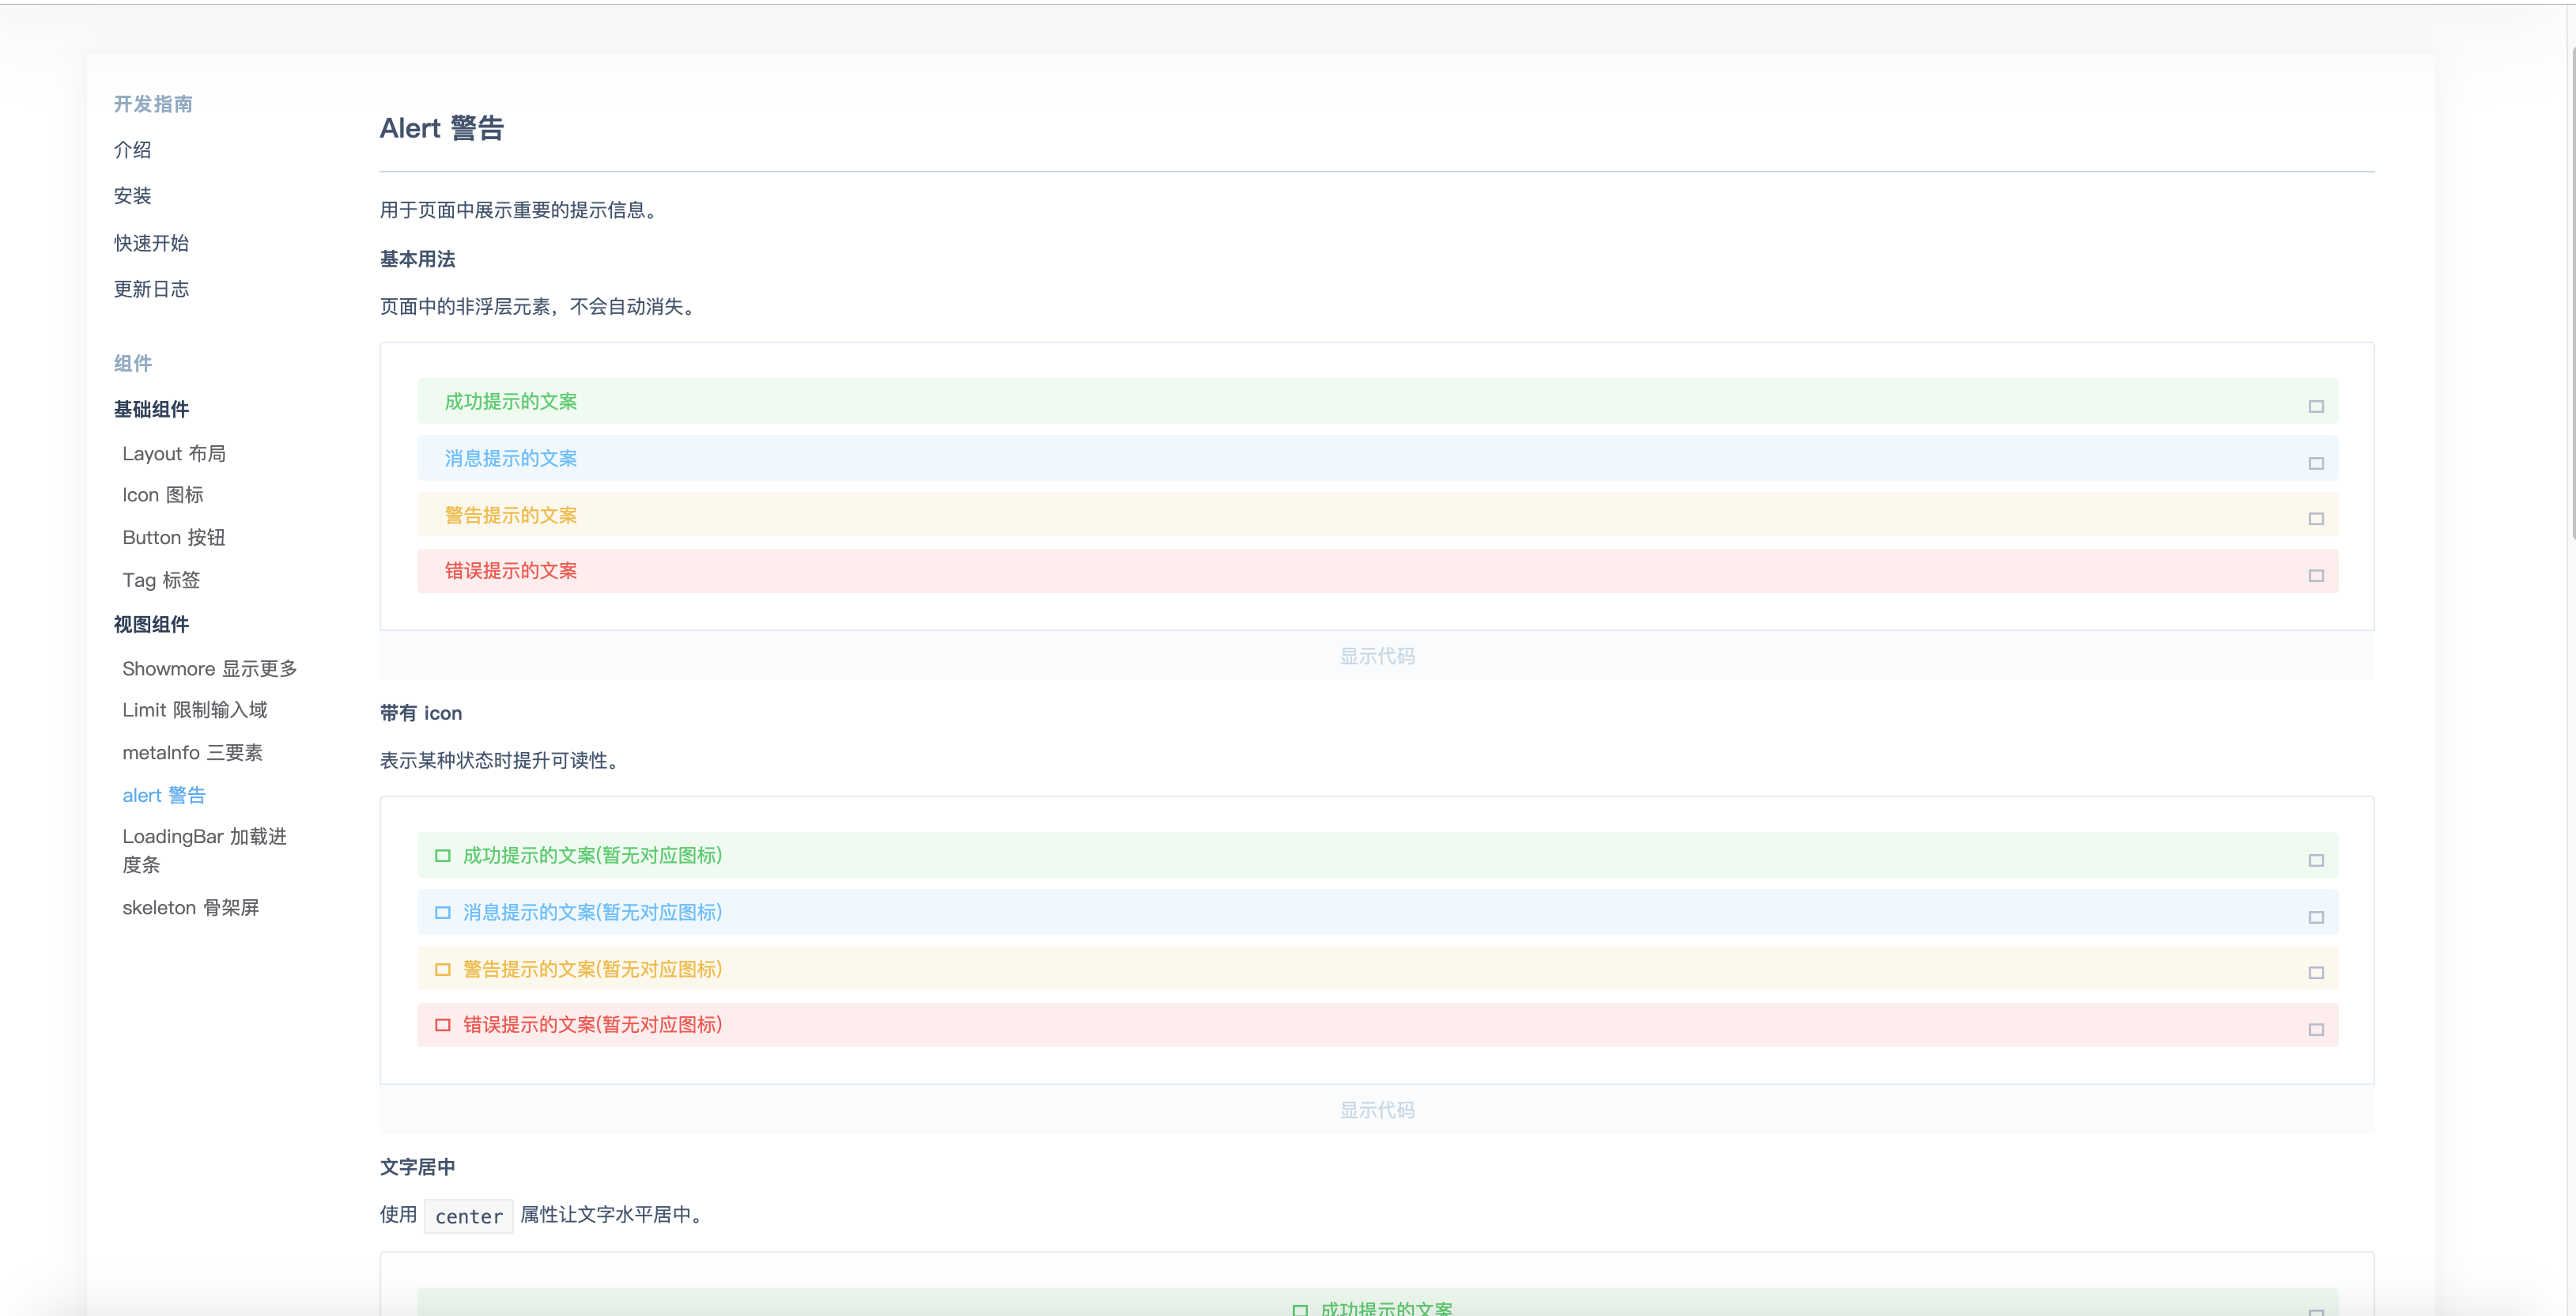 开发指南
介绍
安装
快速开始
更新日志
组件
基础组件
Layout 布局
Icon 图标
Button 按钮
Tag 标签
视图组件
Showmore 显示更多
Limit 限制输入域
metaInfo 三要素
alert 警告
LoadingBar 加载进
度条
skeleton 骨架屏
Alert 警告
用于页面中展示重要的提示信息。
基本用法
页面中的非浮层元素，不会自动消失。
成功提示的文案
消息提示的文案
警告提示的文案
错误提示的文案
显示代码
带有 icon
表示某种状态时提升可读性。
成功提示的文案(暂无对应图标)
消息提示的文案(暂无对应图标)
警告提示的文案(暂无对应图标)
错误提示的文案(暂无对应图标)
显示代码
文字居中
使用 center 属性让文字水平居中。
成功提示的文案